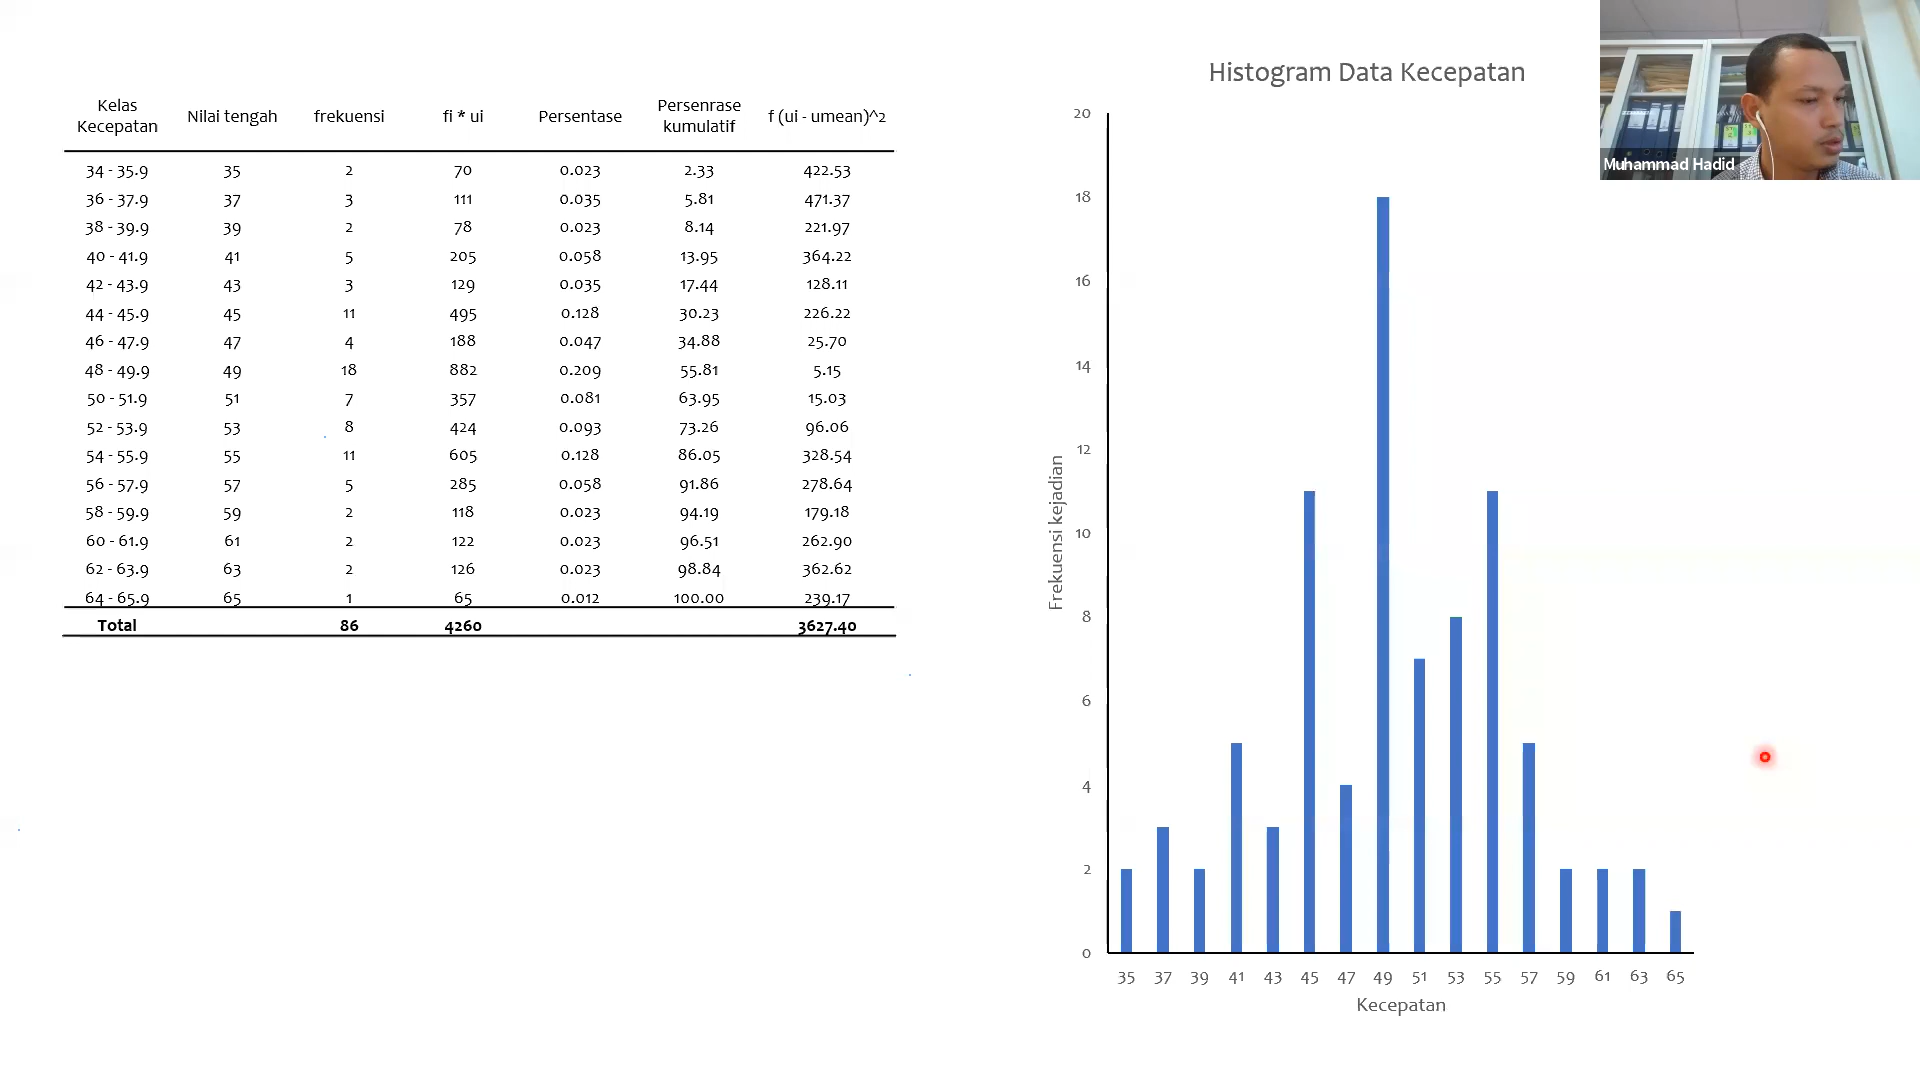 Kelas Kecepatan Nilai tengah frekuensi fi * ui Persentase Persenrase kumulatif f (ui - umean)^2
34 - 35.9 35 2 70 0.023 2.33 422.53
36 - 37.9 37 3 111 0.035 5.81 471.37
38 - 39.9 39 2 78 0.023 8.14 221.97
40 - 41.9 41 5 205 0.058 13.95 364.22
42 - 43.9 43 3 129 0.035 17.44 128.11
44 - 45.9 45 11 495 0.128 30.23 226.22
46 - 47.9 47 4 188 0.047 34.88 25.70
48 - 49.9 49 18 882 0.209 55.81 5.15
50 - 51.9 51 7 357 0.081 63.95 15.03
52 - 53.9 53 8 424 0.093 73.26 96.06
54 - 55.9 55 11 605 0.128 86.05 328.54
56 - 57.9 57 5 285 0.058 91.86 278.64
58 - 59.9 59 2 118 0.023 94.19 179.18
60 - 61.9 61 2 122 0.023 96.51 262.90
62 - 63.9 63 2 126 0.023 98.84 362.62
64 - 65.9 65 1 65 0.012 100.00 239.17
Total 86 4260 3627.40
Histogram Data Kecepatan
20
18
16
14
12
10
8
6
4
2
0
Frekuensi kejadian
35 37 39 41 43 45 47 49 51 53 55 57 59 61 63 65
Kecepatan
Muhammad Hadid